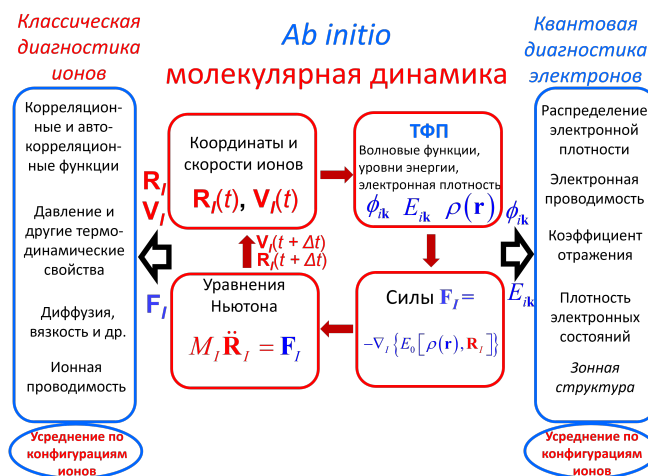 Классическая
диагностика
ионов
Ab initio
молекулярная динамика
Квантовая
диагностика
электронов
Корреляцион-
ные и авто-
корреляцион-
ные функции
Давление и
другие термо-
динамические
свойства
Диффузия,
вязкость и др.
Ионная
проводимость
Усреднение по
конфигурациям
ионов
R_I
V_I
F_I
Координаты и
скорости ионов
R_I(t), V_I(t)
ТФП
Волновые функции,
уровни энергии,
электронная плотность
ϕ_ik E_ik ρ(r)
V_I(t + Δt)
R_I(t + Δt)
Уравнения
Ньютона
M_I R̈_I = F_I
Силы F_I =
−∇_I {E_0[ρ(r), R_I]}
ϕ_ik
E_ik
Распределение
электронной
плотности
Электронная
проводимость
Коэффициент
отражения
Плотность
электронных
состояний
Зонная
структура
Усреднение по
конфигурациям
ионов